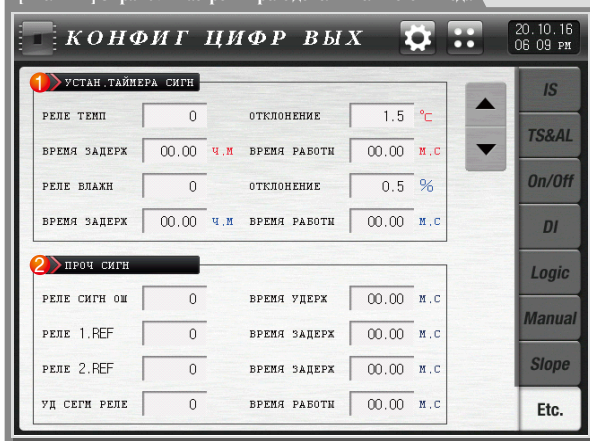 КОНФИГ ЦИФР ВЫХ
20.10.16
06 09 PM
1 УСТАН.ТАЙМЕРА СИГН
РЕЛЕ ТЕМП 0 ОТКЛОНЕНИЕ 1.5 °C
ВРЕМЯ ЗАДЕРЖ 00.00 Ч.М ВРЕМЯ РАБОТЫ 00.00 М.С
РЕЛЕ ВЛАЖН 0 ОТКЛОНЕНИЕ 0.5 %
ВРЕМЯ ЗАДЕРЖ 00.00 Ч.М ВРЕМЯ РАБОТЫ 00.00 М.С
2 ПРОЧ СИГН
РЕЛЕ СИГН ОШ 0 ВРЕМЯ УДЕРЖ 00.00 М.С
РЕЛЕ 1.REF 0 ВРЕМЯ ЗАДЕРЖ 00.00 М.С
РЕЛЕ 2.REF 0 ВРЕМЯ ЗАДЕРЖ 00.00 М.С
УД СЕГМ РЕЛЕ 0 ВРЕМЯ РАБОТЫ 00.00 М.С
IS
TS&AL
On/Off
DI
Logic
Manual
Slope
Etc.